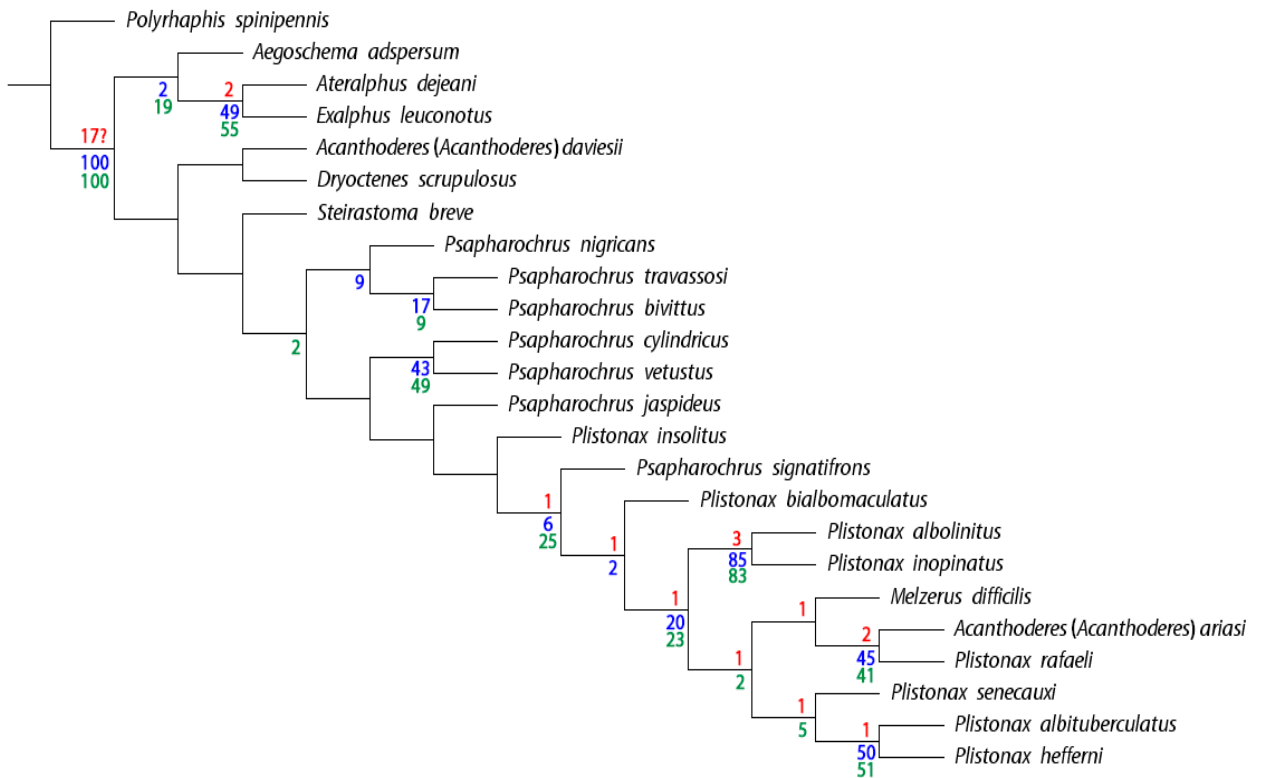 Polyrhaphis spinipennis
Aegoschema adspersum
2
19
2
Ateralphus dejeani
49
55
Exalphus leuconotus
17?
100
100
Acanthoderes (Acanthoderes) daviesii
Dryoctenes scrupulosus
Steirastoma breve
Psapharochrus nigricans
9
Psapharochrus travassosi
17
9
Psapharochrus bivittus
2
Psapharochrus cylindricus
43
49
Psapharochrus vetustus
Psapharochrus jaspideus
Plistonax insolitus
Psapharochrus signatifrons
1
6
25
Plistonax bialbomaculatus
1
2
Plistonax albolinitus
3
85
83
Plistonax inopinatus
1
20
23
Melzerus difficilis
1
Acanthoderes (Acanthoderes) ariasi
2
45
41
Plistonax rafaeli
1
2
Plistonax senecauxi
1
5
Plistonax albituberculatus
1
50
51
Plistonax hefferni